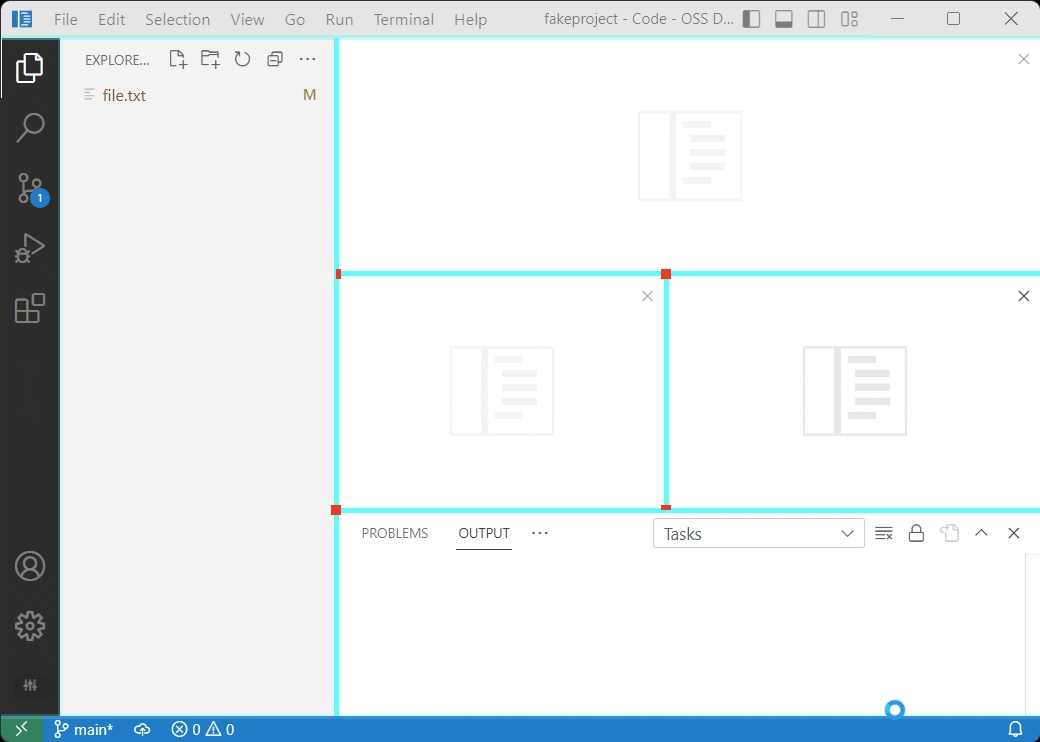 File Edit Selection View Go Run Terminal Help fakeproject - Code - OSS D...
EXPLORE...
file.txt M
1
PROBLEMS OUTPUT ... Tasks
main* 0 0